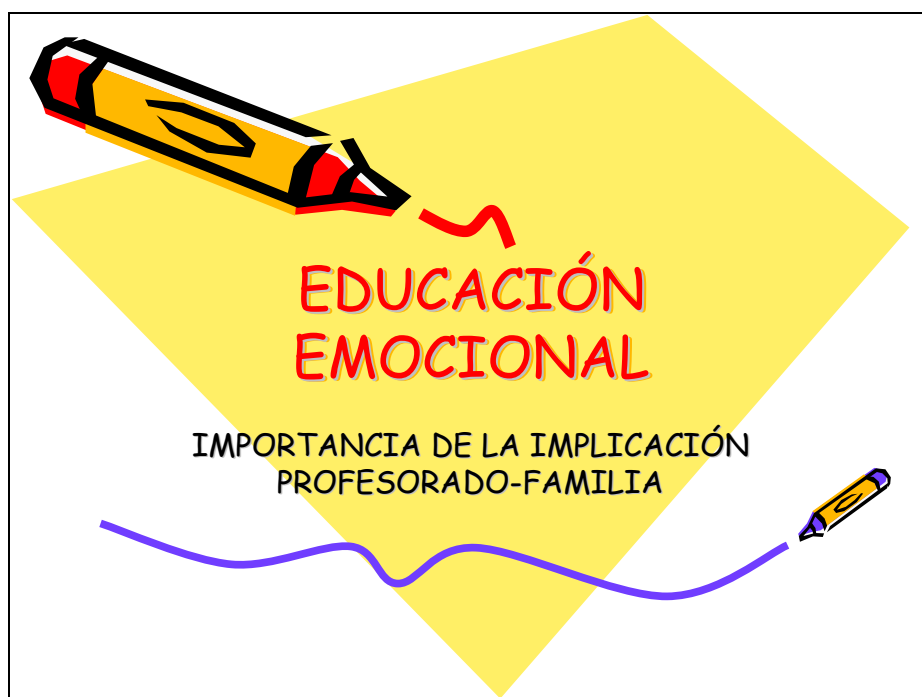 EDUCACIÓN
EMOCIONAL
IMPORTANCIA DE LA IMPLICACIÓN
PROFESORADO-FAMILIA